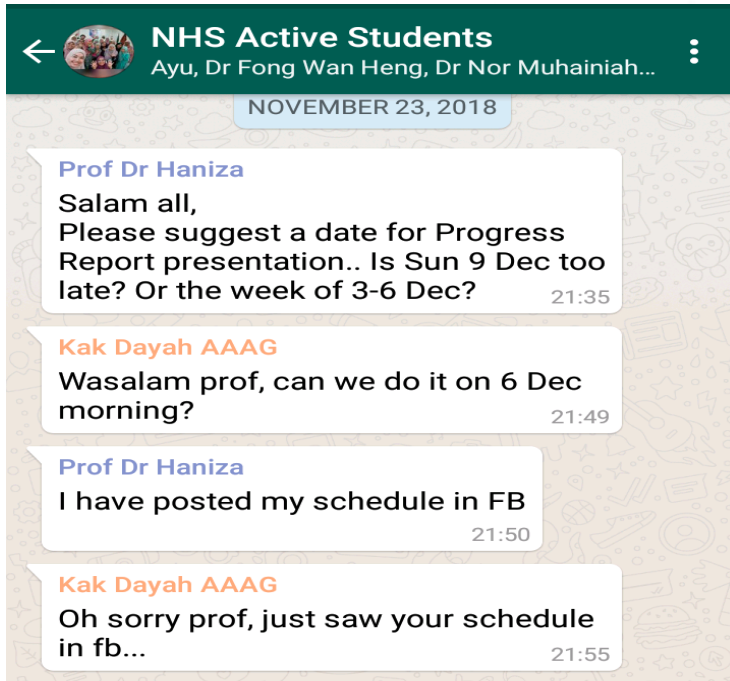 NHS Active Students
Ayu, Dr Fong Wan Heng, Dr Nor Muhainiah...
NOVEMBER 23, 2018
Prof Dr Haniza
Salam all,
Please suggest a date for Progress
Report presentation.. Is Sun 9 Dec too
late? Or the week of 3-6 Dec?
21:35
Kak Dayah AAAG
Wasalam prof, can we do it on 6 Dec
morning?
21:49
Prof Dr Haniza
I have posted my schedule in FB
21:50
Kak Dayah AAAG
Oh sorry prof, just saw your schedule
in fb...
21:55